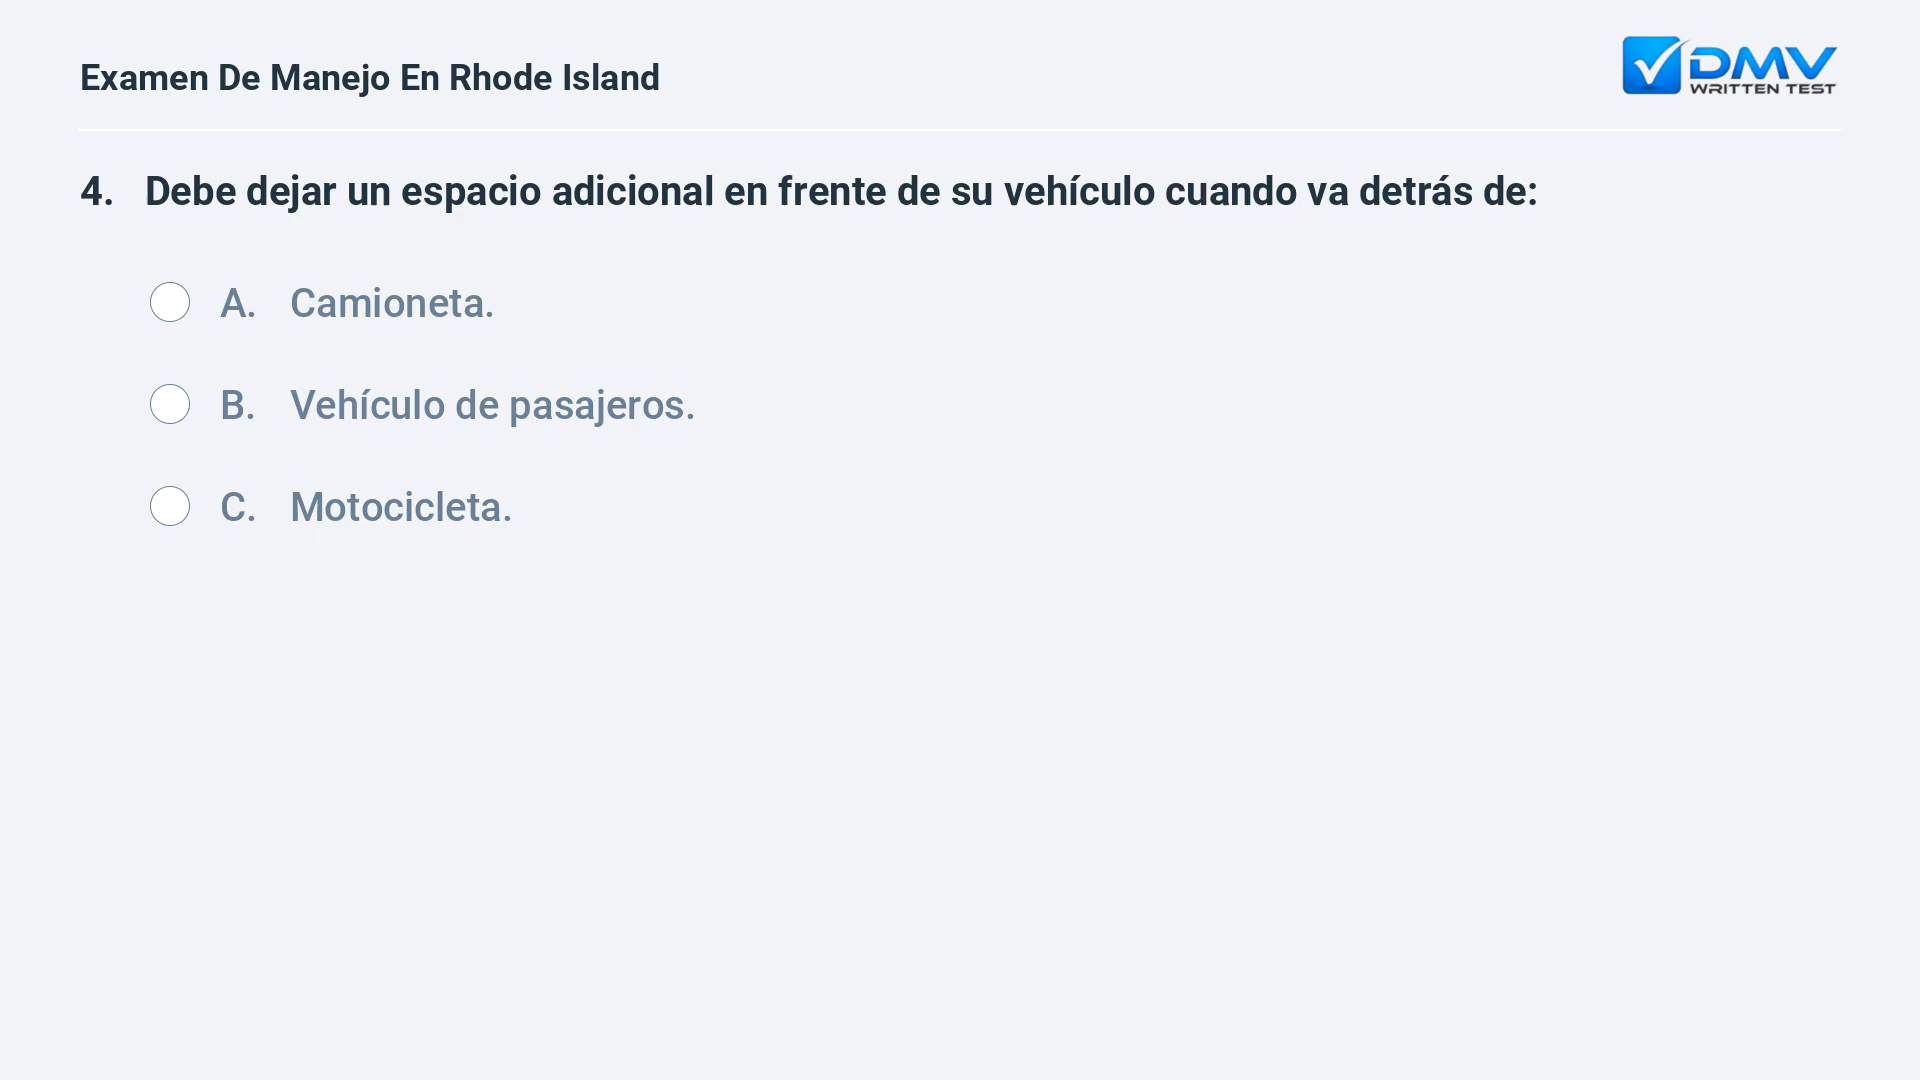 Examen De Manejo En Rhode Island
DMV
WRITTEN TEST
4. Debe dejar un espacio adicional en frente de su vehículo cuando va detrás de:
A. Camioneta.
B. Vehículo de pasajeros.
C. Motocicleta.